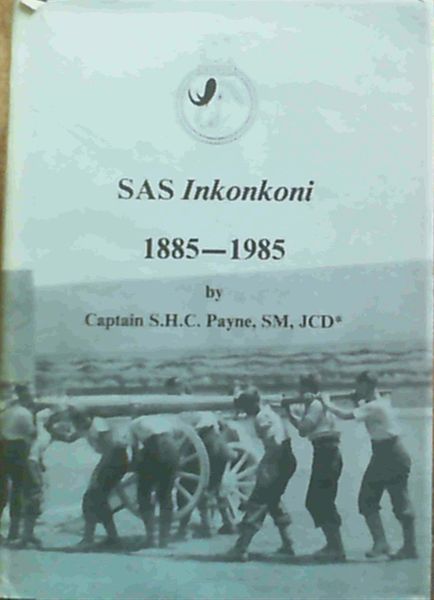 SAS Inkonkoni
1885—1985
by
Captain S.H.C. Payne, SM, JCD*